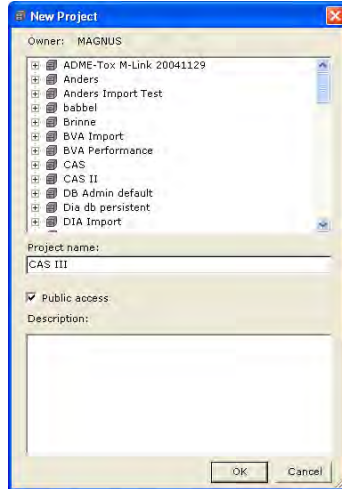 New Project
Owner: MAGNUS
ADME-Tox M-Link 20041129
Anders
Anders Import Test
babbel
Brinne
BVA Import
BVA Performance
CAS
CAS II
DB Admin default
Dia db persistent
DIA Import
Project name:
CAS III
Public access
Description:
OK
Cancel